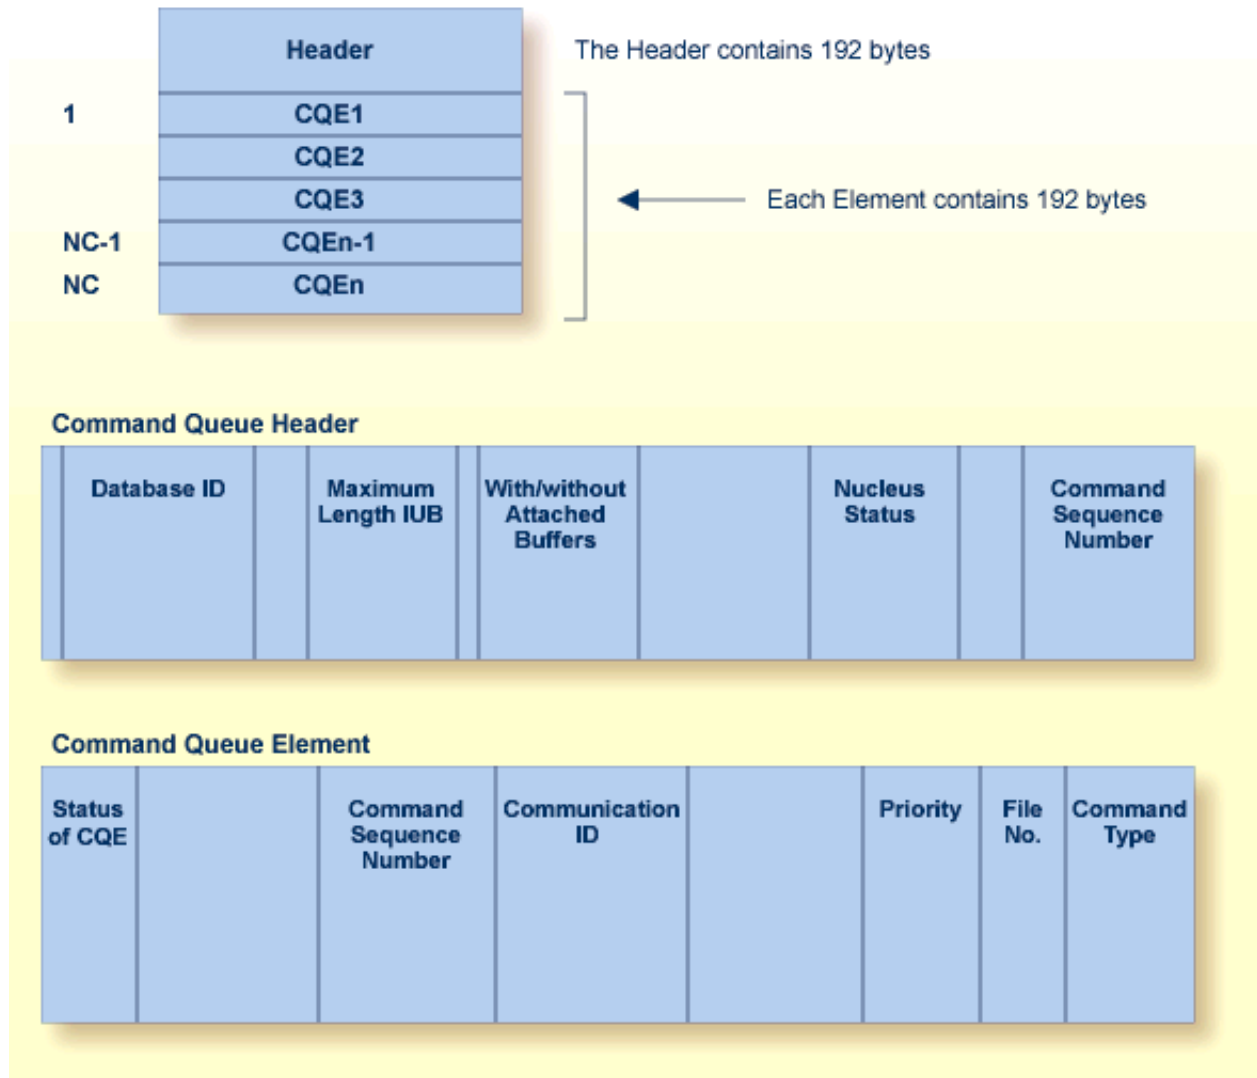 Header
The Header contains 192 bytes
1
CQE1
CQE2
CQE3
Each Element contains 192 bytes
NC-1
CQEn-1
NC
CQEn
Command Queue Header
Database ID
Maximum
Length IUB
With/without
Attached
Buffers
Nucleus
Status
Command
Sequence
Number
Command Queue Element
Status
of CQE
Command
Sequence
Number
Communication
ID
Priority
File
No.
Command
Type